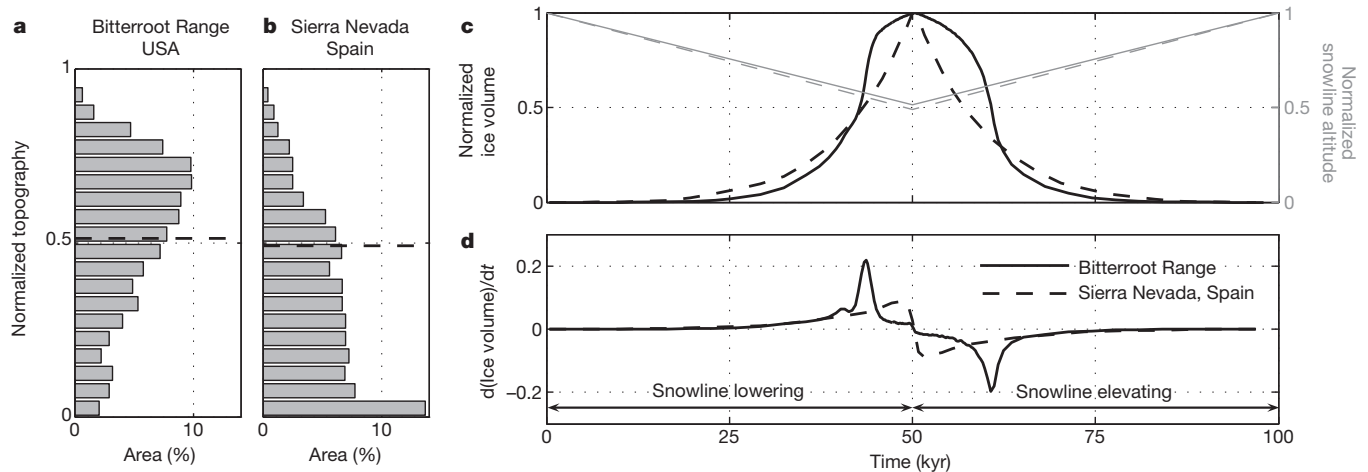 a
Bitterroot Range
USA
1
0.5
0
Normalized topography
0
10
Area (%)
b
Sierra Nevada
Spain
0
10
Area (%)
c
1
0.5
0
Normalized
ice volume
1
0.5
0
Normalized
snowline altitude
d
0.2
0
−0.2
d(Ice volume)/dt
Bitterroot Range
Sierra Nevada, Spain
Snowline lowering
Snowline elevating
0
25
50
75
100
Time (kyr)